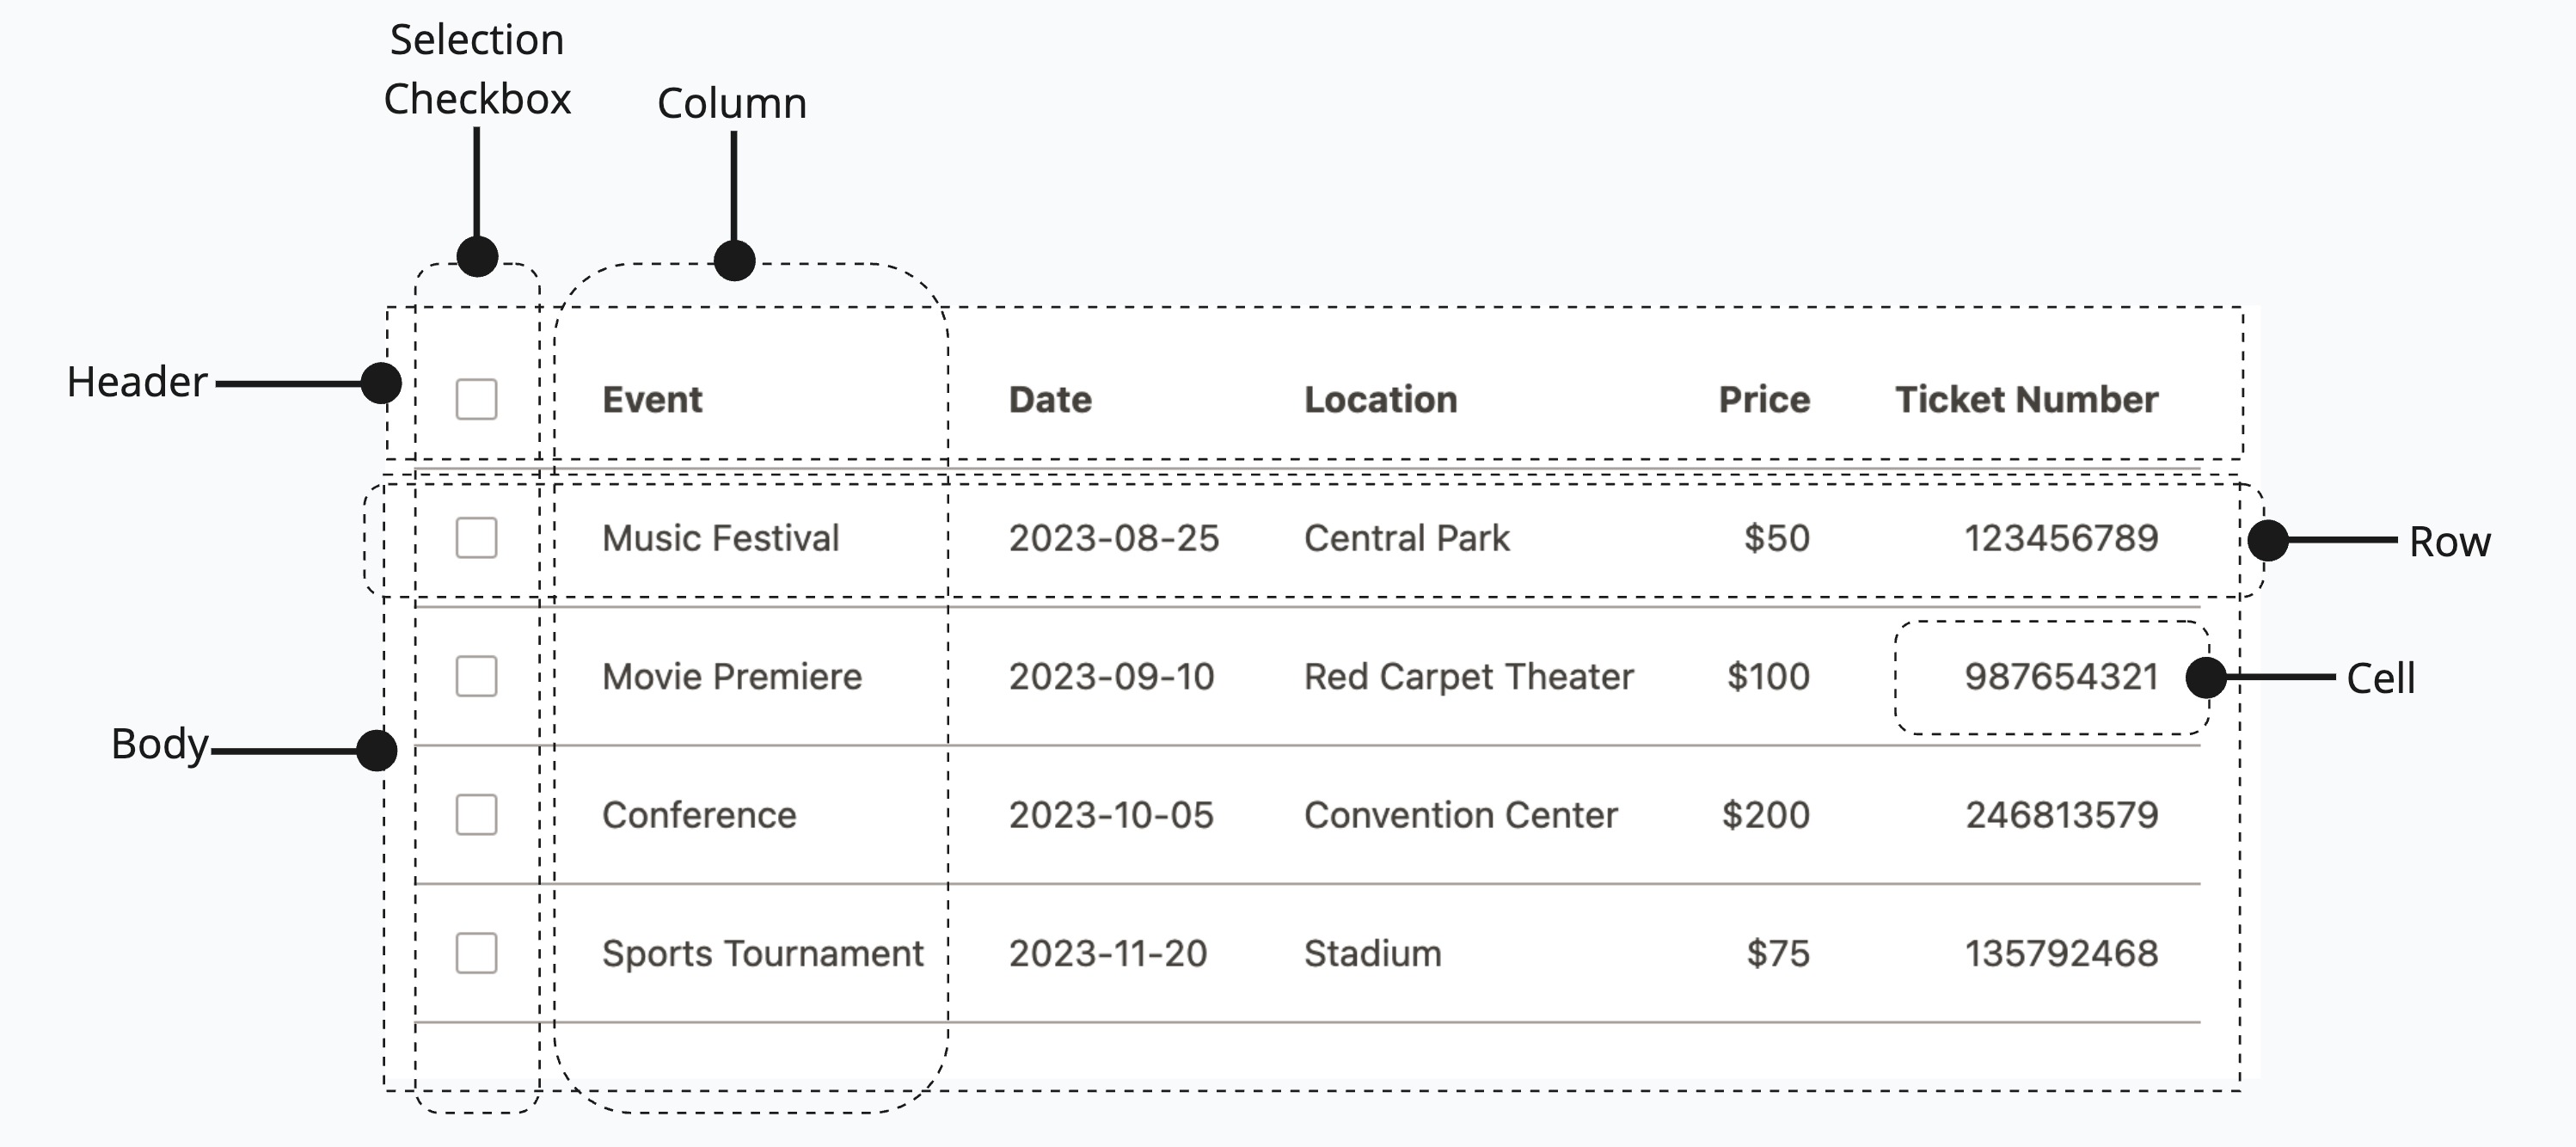 Selection
Checkbox
Column
Header
Event Date Location Price Ticket Number
Music Festival 2023-08-25 Central Park $50 123456789
Row
Movie Premiere 2023-09-10 Red Carpet Theater $100 987654321
Cell
Body
Conference 2023-10-05 Convention Center $200 246813579
Sports Tournament 2023-11-20 Stadium $75 135792468